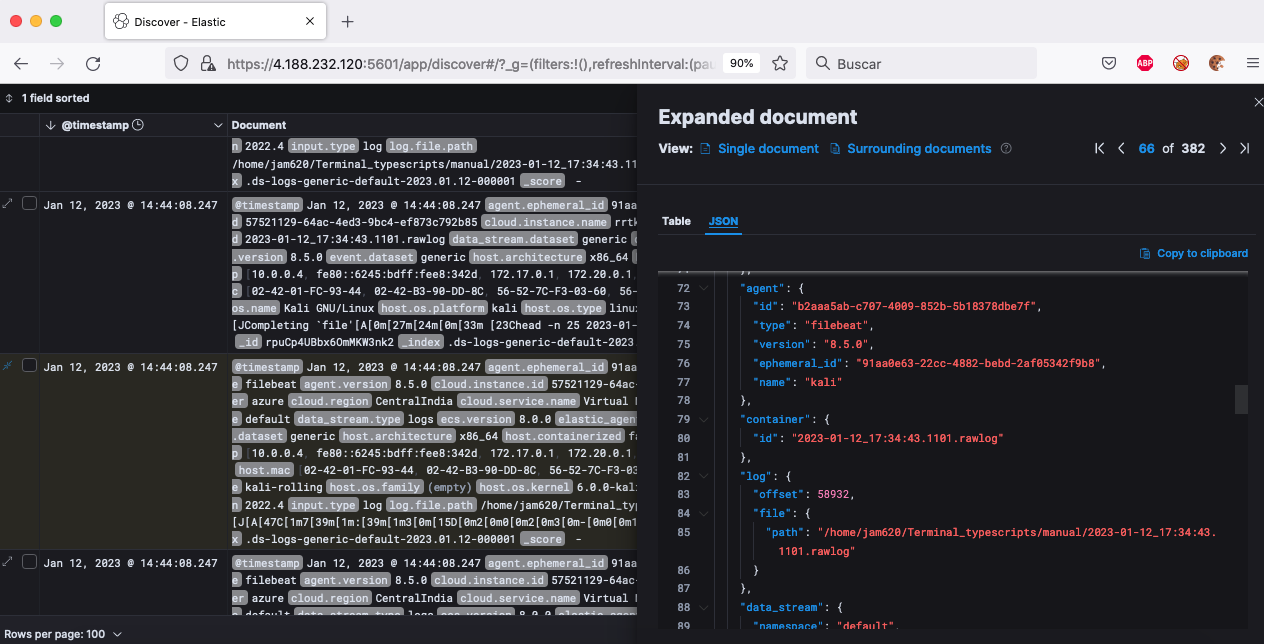 Discover - Elastic
https://4.188.232.120:5601/app/discover#/?_g=(filters:!(),refreshInterval:(pau
90%
Buscar
ABP
1 field sorted
@timestamp
Document
n 2022.4 input.type log log.file.path
/home/jam620/Terminal_typescripts/manual/2023-01-12_17:34:43.11
x .ds-logs-generic-default-2023.01.12-000001 _score -
Jan 12, 2023 @ 14:44:08.247
@timestamp Jan 12, 2023 @ 14:44:08.247 agent.ephemeral_id 91aa
d 57521129-64ac-4ed3-9bc4-ef873c792b85 cloud.instance.name rrtk
d 2023-01-12_17:34:43.1101.rawlog data_stream.dataset generic
.version 8.5.0 event.dataset generic host.architecture x86_64
p [10.0.0.4, fe80::6245:bdff:fee8:342d, 172.17.0.1, 172.20.0.1,
c [02-42-01-FC-93-44, 02-42-B3-90-DD-8C, 56-52-7C-F3-03-60, 56-
os.name Kali GNU/Linux host.os.platform kali host.os.type linux
[JCompleting `file'[A[0m[27m[24m[0m[33m [23Chead -n 25 2023-01-
_id rpuCp4UBbx6OmMKW3nk2 _index .ds-logs-generic-default-2023
Jan 12, 2023 @ 14:44:08.247
@timestamp Jan 12, 2023 @ 14:44:08.247 agent.ephemeral_id 91aa
e filebeat agent.version 8.5.0 cloud.instance.id 57521129-64ac-
er azure cloud.region CentralIndia cloud.service.name Virtual
e default data_stream.type logs ecs.version 8.0.0 elastic_agen
.dataset generic host.architecture x86_64 host.containerized fa
p [10.0.0.4, fe80::6245:bdff:fee8:342d, 172.17.0.1, 172.20.0.1,
host.mac [02-42-01-FC-93-44, 02-42-B3-90-DD-8C, 56-52-7C-F3-03
e kali-rolling host.os.family (empty) host.os.kernel 6.0.0-kali
n 2022.4 input.type log log.file.path /home/jam620/Terminal_typ
[J[A[47C[1m7[39m[1m:[39m[1m3[0m[15D[0m2[0m0[0m2[0m3[0m-[0m0[0m1
x .ds-logs-generic-default-2023.01.12-000001 _score -
Jan 12, 2023 @ 14:44:08.247
@timestamp Jan 12, 2023 @ 14:44:08.247 agent.ephemeral_id 91aa
e filebeat agent.version 8.5.0 cloud.instance.id 57521129-64ac-
er azure cloud.region CentralIndia cloud.service.name Virtual
default data_stream.type logs ecs.version 8.0.0 elastic_agen
Rows per page: 100
Expanded document
View: Single document Surrounding documents
66 of 382
Table JSON
Copy to clipboard
71 },
72 "agent": {
73 "id": "b2aaa5ab-c707-4009-852b-5b18378dbe7f",
74 "type": "filebeat",
75 "version": "8.5.0",
76 "ephemeral_id": "91aa0e63-22cc-4882-bebd-2af05342f9b8",
77 "name": "kali"
78 },
79 "container": {
80 "id": "2023-01-12_17:34:43.1101.rawlog"
81 },
82 "log": {
83 "offset": 58932,
84 "file": {
85 "path": "/home/jam620/Terminal_typescripts/manual/2023-01-12_17:34:43.
1101.rawlog"
86 }
87 },
88 "data_stream": {
89 "namespace": "default",